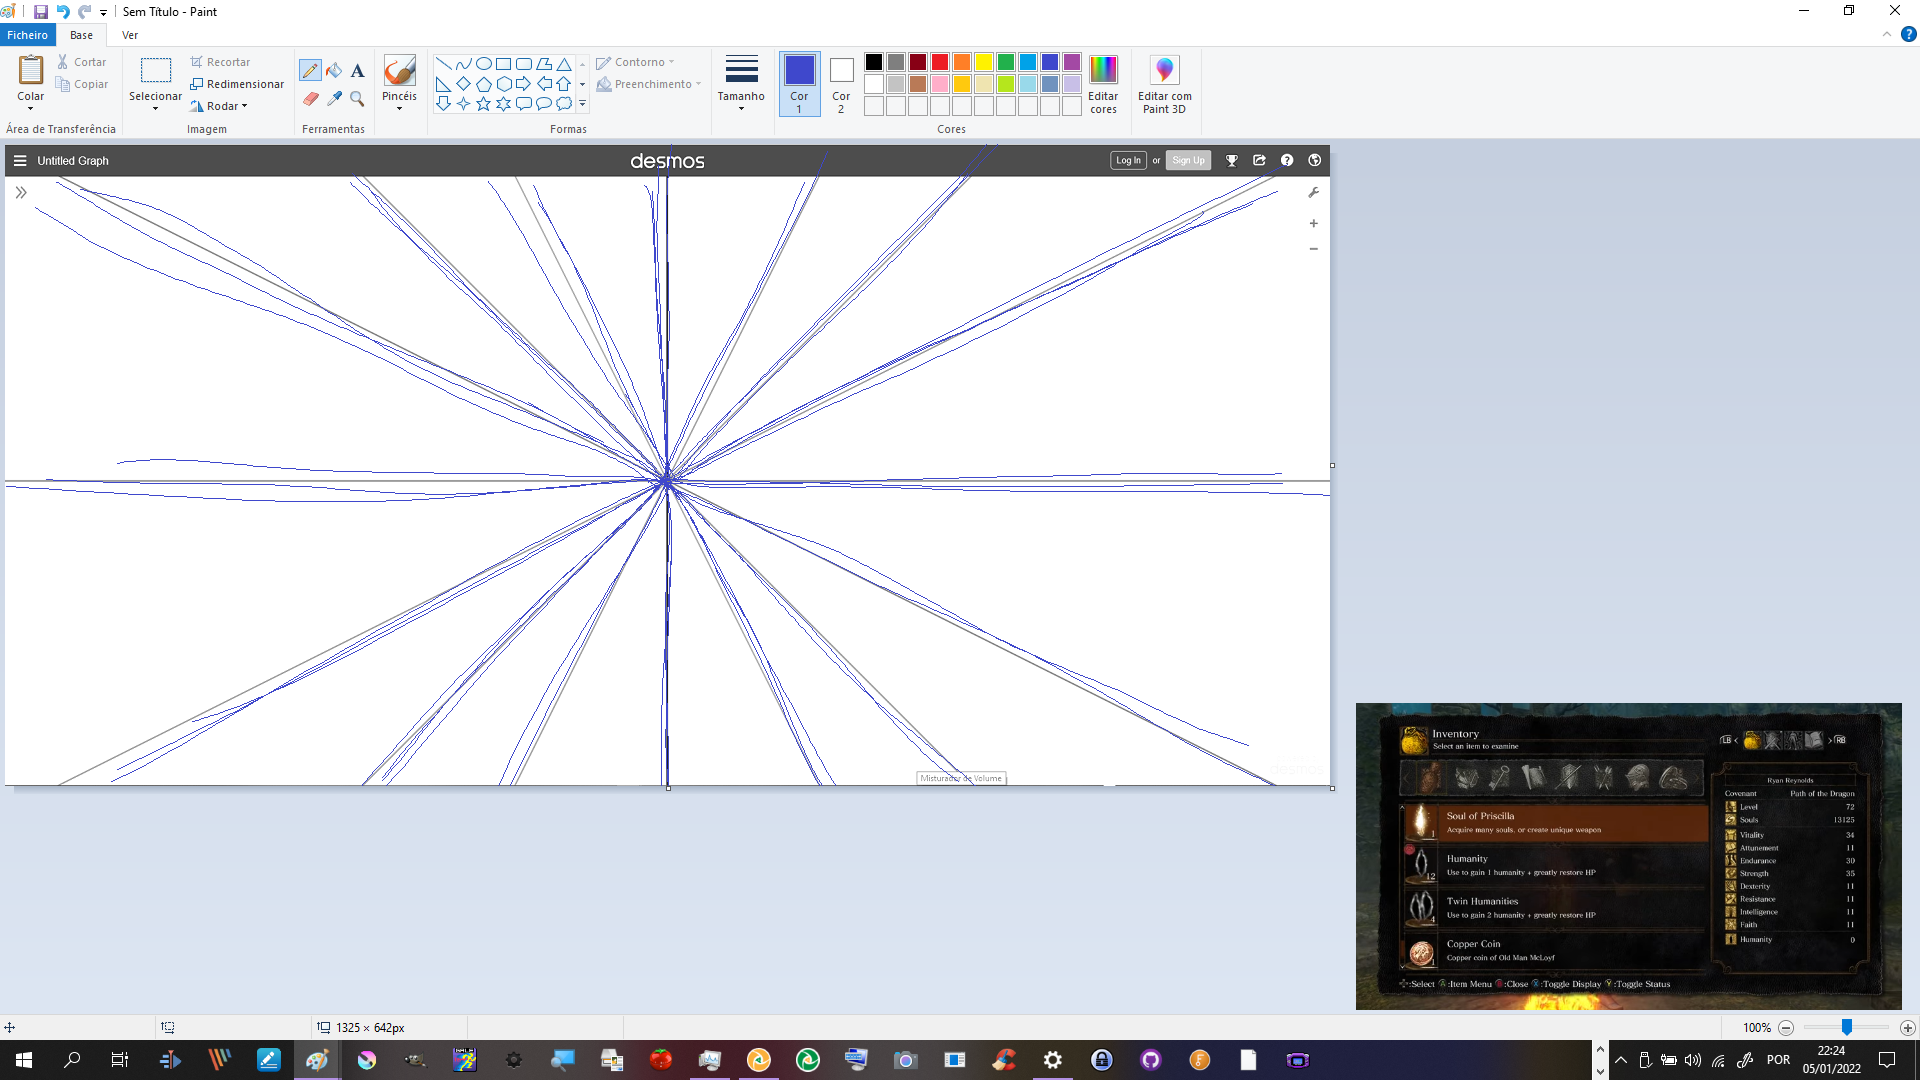 Sem Título - Paint
Ficheiro Base Ver
Colar
Cortar
Copiar
Área de Transferência
Selecionar
Recortar
Redimensionar
Rodar
Imagem
A
Ferramentas
Pincéis
Contorno
Preenchimento
Formas
Tamanho
Cor 1
Cor 2
Editar cores
Cores
Editar com Paint 3D
Untitled Graph
desmos
Log In or Sign Up
Misturador de Volume
Inventory
Select an item to examine
LB RB
Soul of Priscilla
Acquire many souls, or create unique weapon
1
Humanity
Use to gain 1 humanity + greatly restore HP
12
Twin Humanities
Use to gain 2 humanity + greatly restore HP
4
Copper Coin
Copper coin of Old Man McLoyf
1
Ryan Reynolds
Covenant Path of the Dragon
Level 72
Souls 13125
Vitality 34
Attunement 11
Endurance 30
Strength 35
Dexterity 11
Resistance 11
Intelligence 11
Faith 11
Humanity 0
:Select A:Item Menu B:Close X:Toggle Display Y:Toggle Status
1325 × 642px
100%
POR
22:24
05/01/2022